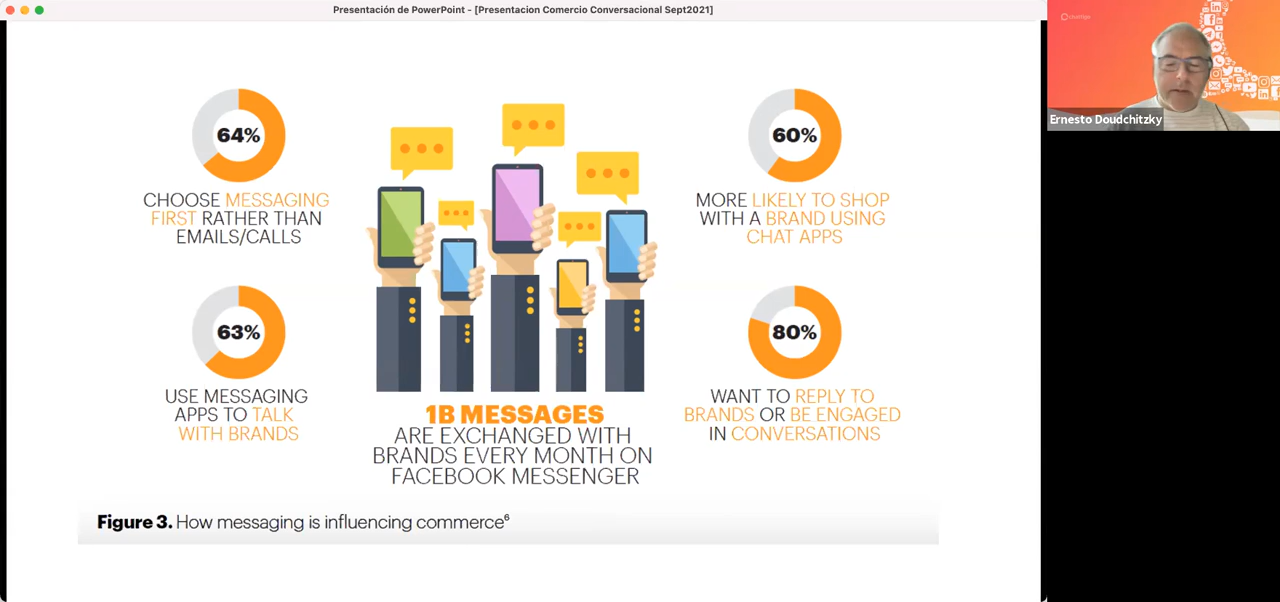 Presentación de PowerPoint - [Presentacion Comercio Conversacional Sept2021]
64%
CHOOSE MESSAGING
FIRST RATHER THAN
EMAILS/CALLS
63%
USE MESSAGING
APPS TO TALK
WITH BRANDS
1B MESSAGES
ARE EXCHANGED WITH
BRANDS EVERY MONTH ON
FACEBOOK MESSENGER
60%
MORE LIKELY TO SHOP
WITH A BRAND USING
CHAT APPS
80%
WANT TO REPLY TO
BRANDS OR BE ENGAGED
IN CONVERSATIONS
Figure 3. How messaging is influencing commerce⁶
Ernesto Doudchitzky